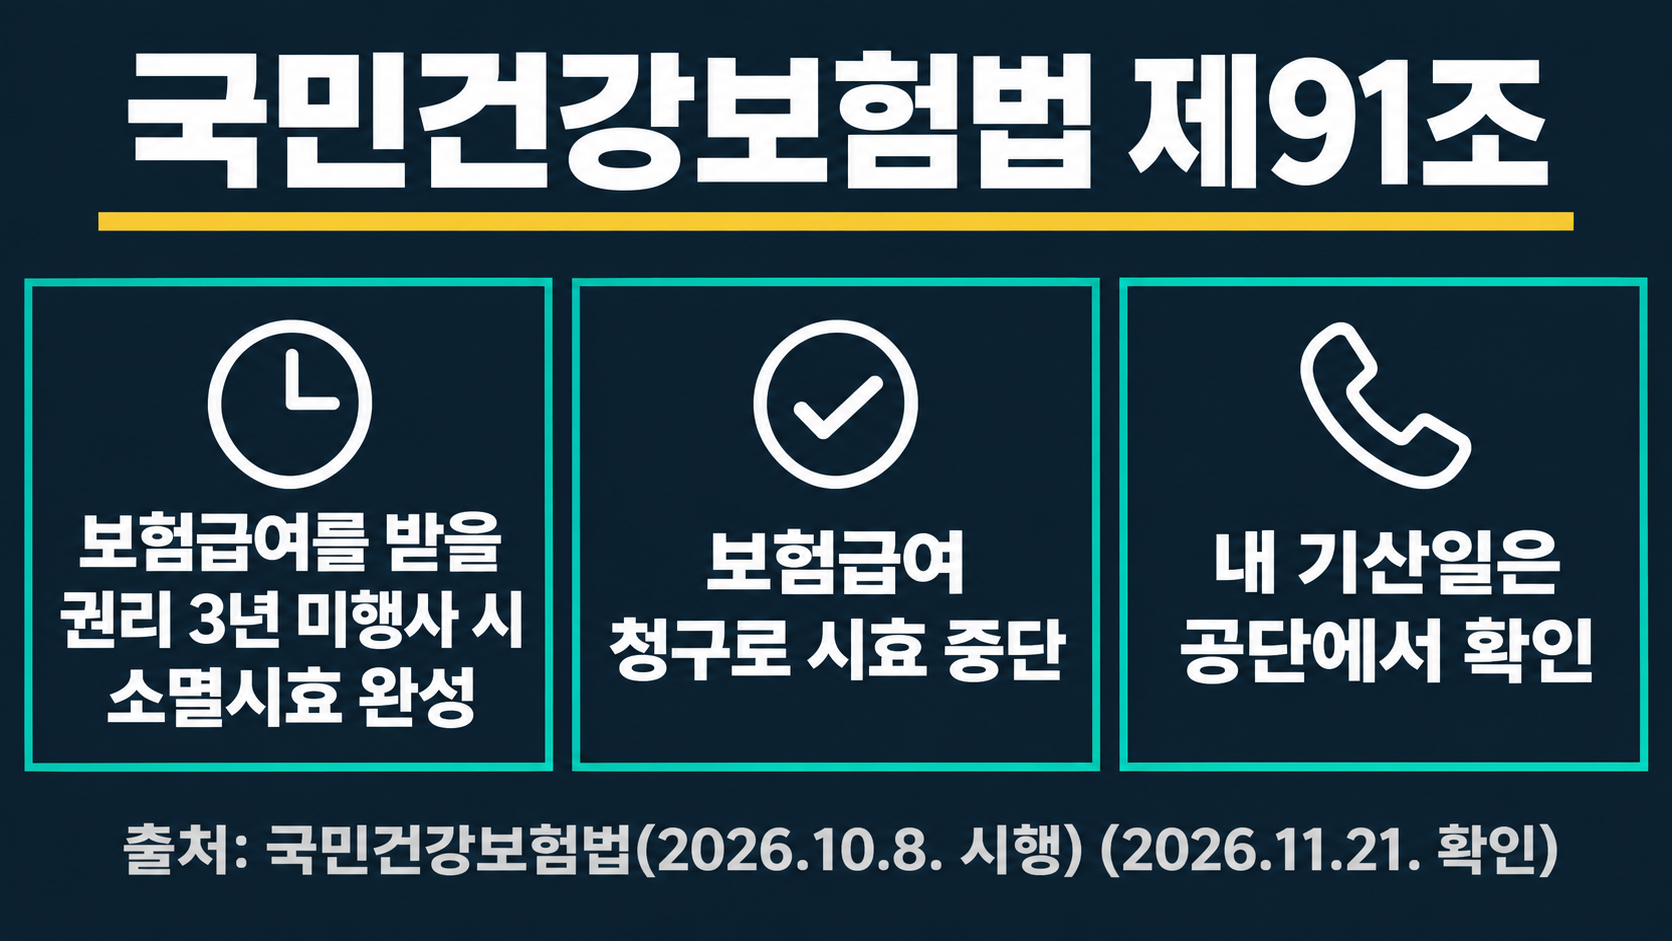 국민건강보험법 제91조
보험급여를 받을
권리 3년 미행사 시
소멸시효 완성
보험급여
청구로 시효 중단
내 기산일은
공단에서 확인
출처: 국민건강보험법(2026.10.8. 시행) (2026.11.21. 확인)